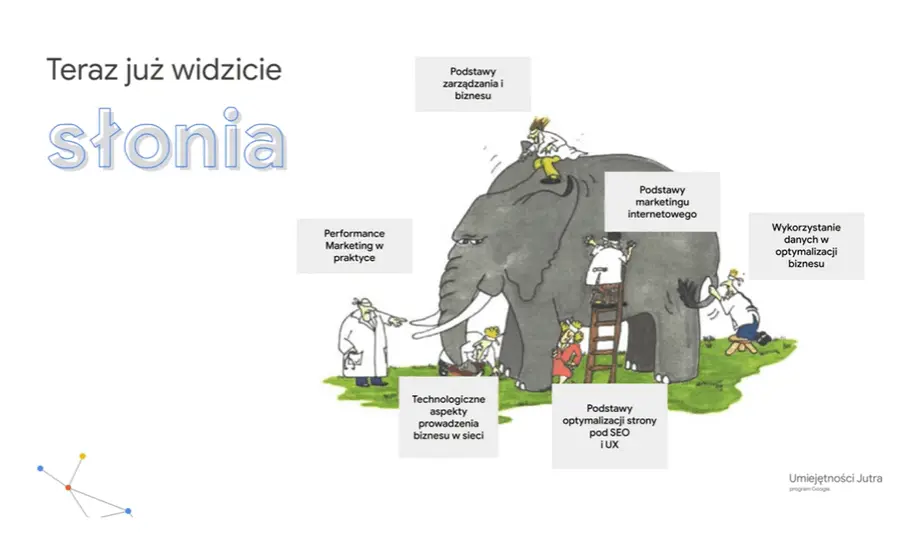 Teraz już widzicie
słonia
Podstawy
zarządzania i
biznesu
Podstawy
marketingu
internetowego
Performance
Marketing w
praktyce
Wykorzystanie
danych w
optymalizacji
biznesu
Technologiczne
aspekty
prowadzenia
biznesu w sieci
Podstawy
optymalizacji strony
pod SEO
i UX
Umiejętności Jutra
program Google